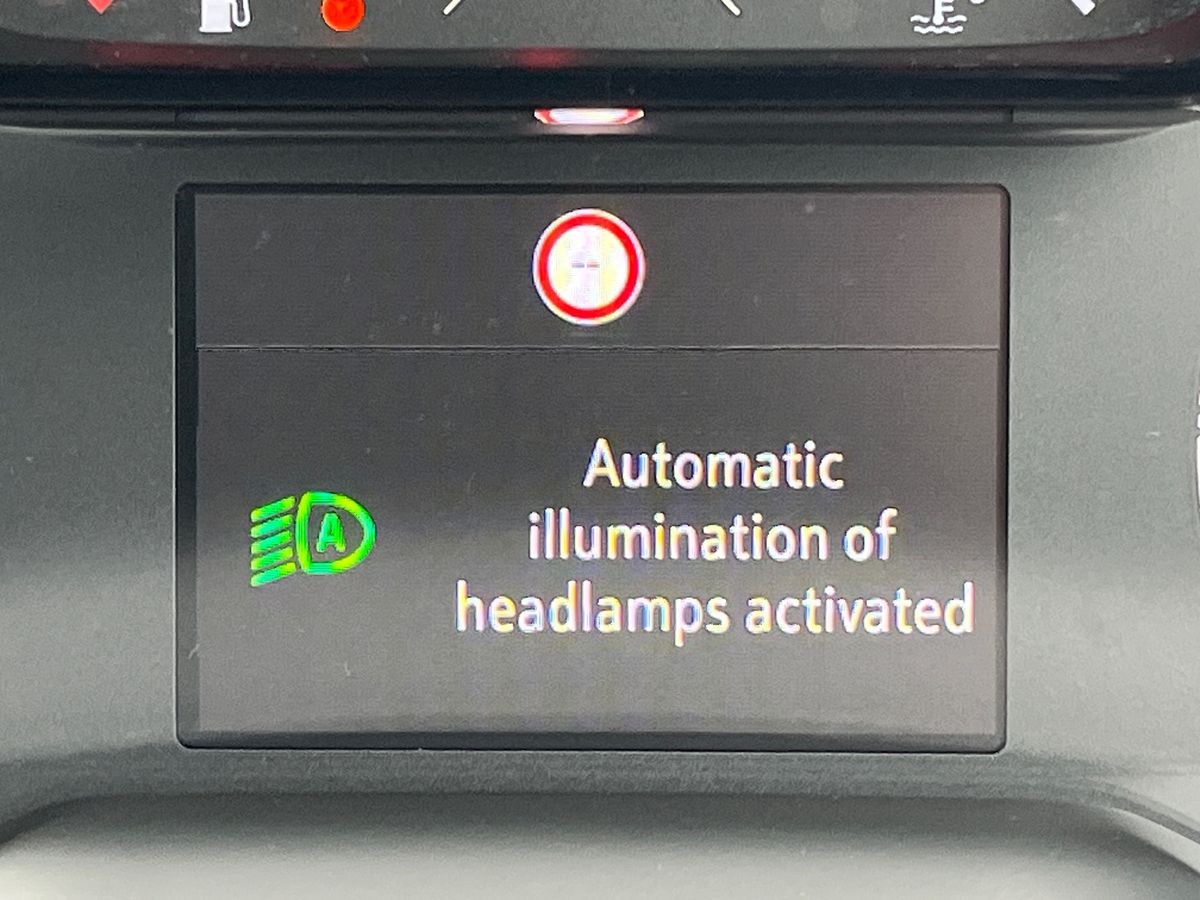 --
A
Automatic
illumination of
headlamps activated